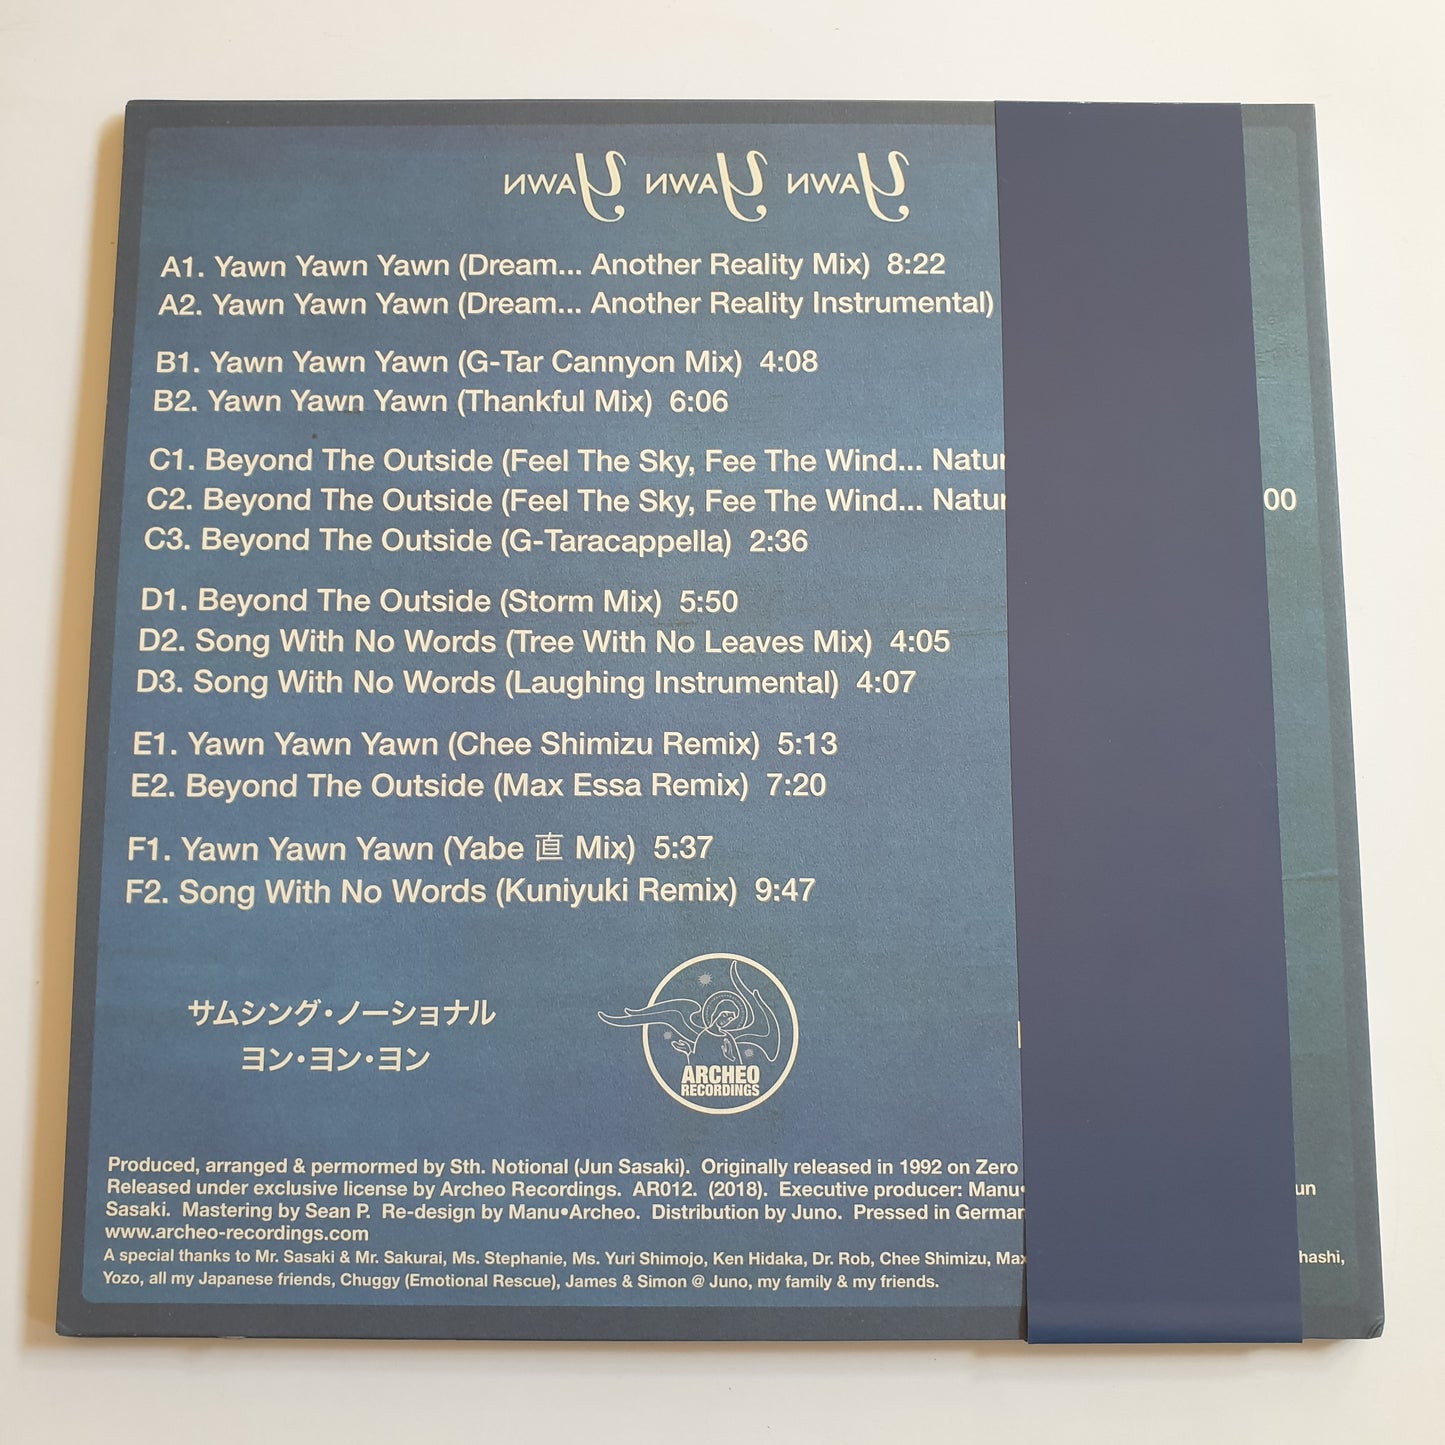 Yawn Yawn Yawn
A1. Yawn Yawn Yawn (Dream... Another Reality Mix) 8:22
A2. Yawn Yawn Yawn (Dream... Another Reality Instrumental)
B1. Yawn Yawn Yawn (G-Tar Cannyon Mix) 4:08
B2. Yawn Yawn Yawn (Thankful Mix) 6:06
C1. Beyond The Outside (Feel The Sky, Fee The Wind...
C2. Beyond The Outside (Feel The Sky, Fee The Wind... 00
C3. Beyond The Outside (G-Taracappella) 2:36
D1. Beyond The Outside (Storm Mix) 5:50
D2. Song With No Words (Tree With No Leaves Mix) 4:05
D3. Song With No Words (Laughing Instrumental) 4:07
E1. Yawn Yawn Yawn (Chee Shimizu Remix) 5:13
E2. Beyond The Outside (Max Essa Remix) 7:20
F1. Yawn Yawn Yawn (Yabe 直 Mix) 5:37
F2. Song With No Words (Kuniyuki Remix) 9:47
サムシング・ノーショナル
ヨン・ヨン・ヨン
ARCHEO
RECORDINGS
Produced, arranged & permormed by Sth. Notional (Jun Sasaki). Originally released in 1992 on Zero
Released under exclusive license by Archeo Recordings. AR012. (2018). Executive producer: Manu• un
Sasaki. Mastering by Sean P. Re-design by Manu•Archeo. Distribution by Juno. Pressed in
www.archeo-recordings.com
A special thanks to Mr. Sasaki & Mr. Sakurai, Ms. Stephanie, Ms. Yuri Shimojo, Ken Hidaka, Dr. Rob, Chee Shimizu, Max hashi,
Yozo, all my Japanese friends, Chuggy (Emotional Rescue), James & Simon @ Juno, my family & my friends.